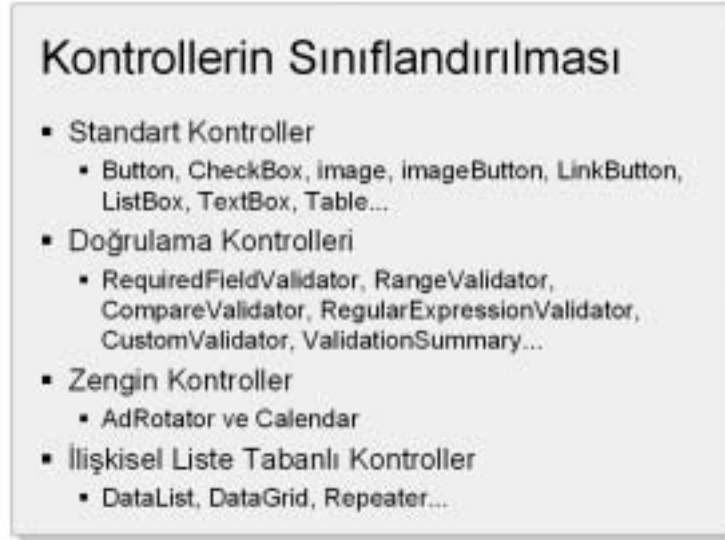 Kontrollerin Sınıflandırılması
▪ Standart Kontroller
▪ Button, CheckBox, image, imageButton, LinkButton,
ListBox, TextBox, Table...
▪ Doğrulama Kontrolleri
▪ RequiredFieldValidator, RangeValidator,
CompareValidator, RegularExpressionValidator,
CustomValidator, ValidationSummary...
▪ Zengin Kontroller
▪ AdRotator ve Calendar
▪ İlişkisel Liste Tabanlı Kontroller
▪ DataList, DataGrid, Repeater...